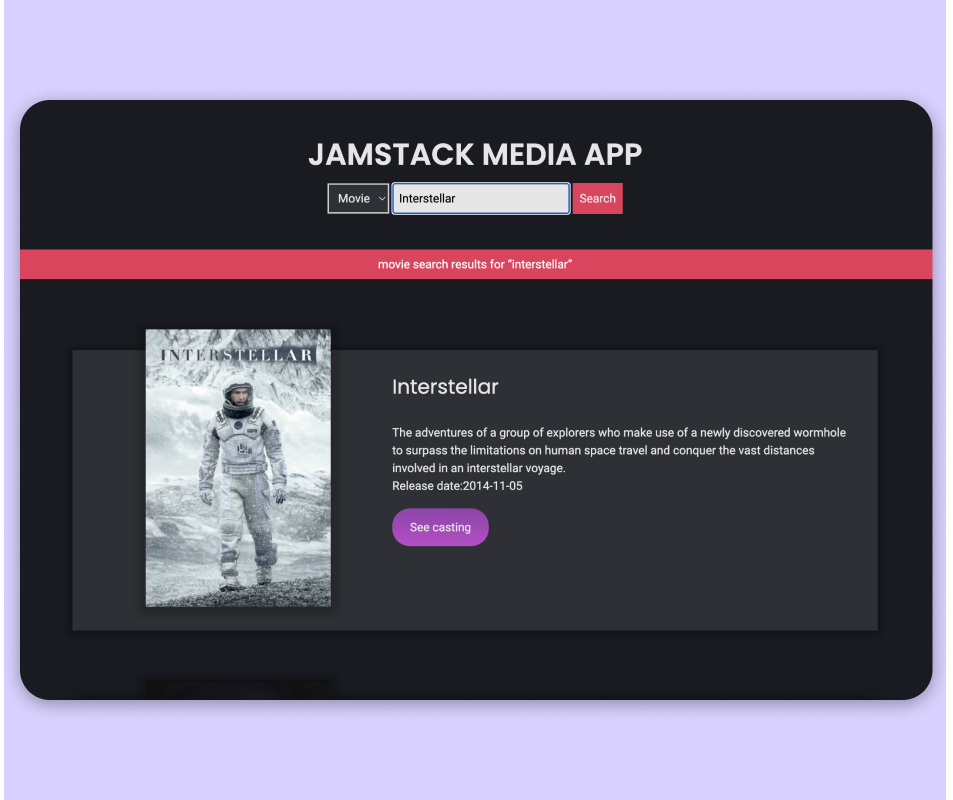 JAMSTACK MEDIA APP
Movie Interstellar Search
movie search results for “interstellar”
INTERSTELLAR
Interstellar
The adventures of a group of explorers who make use of a newly discovered wormhole
to surpass the limitations on human space travel and conquer the vast distances
involved in an interstellar voyage.
Release date:2014-11-05
See casting